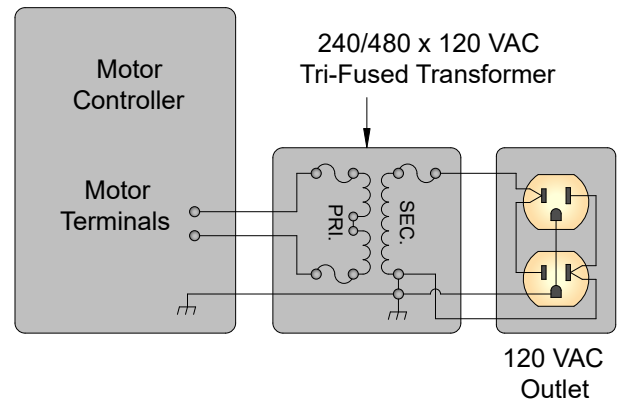 Motor
Controller
Motor
Terminals
240/480 x 120 VAC
Tri-Fused Transformer
PRI.
SEC.
120 VAC
Outlet